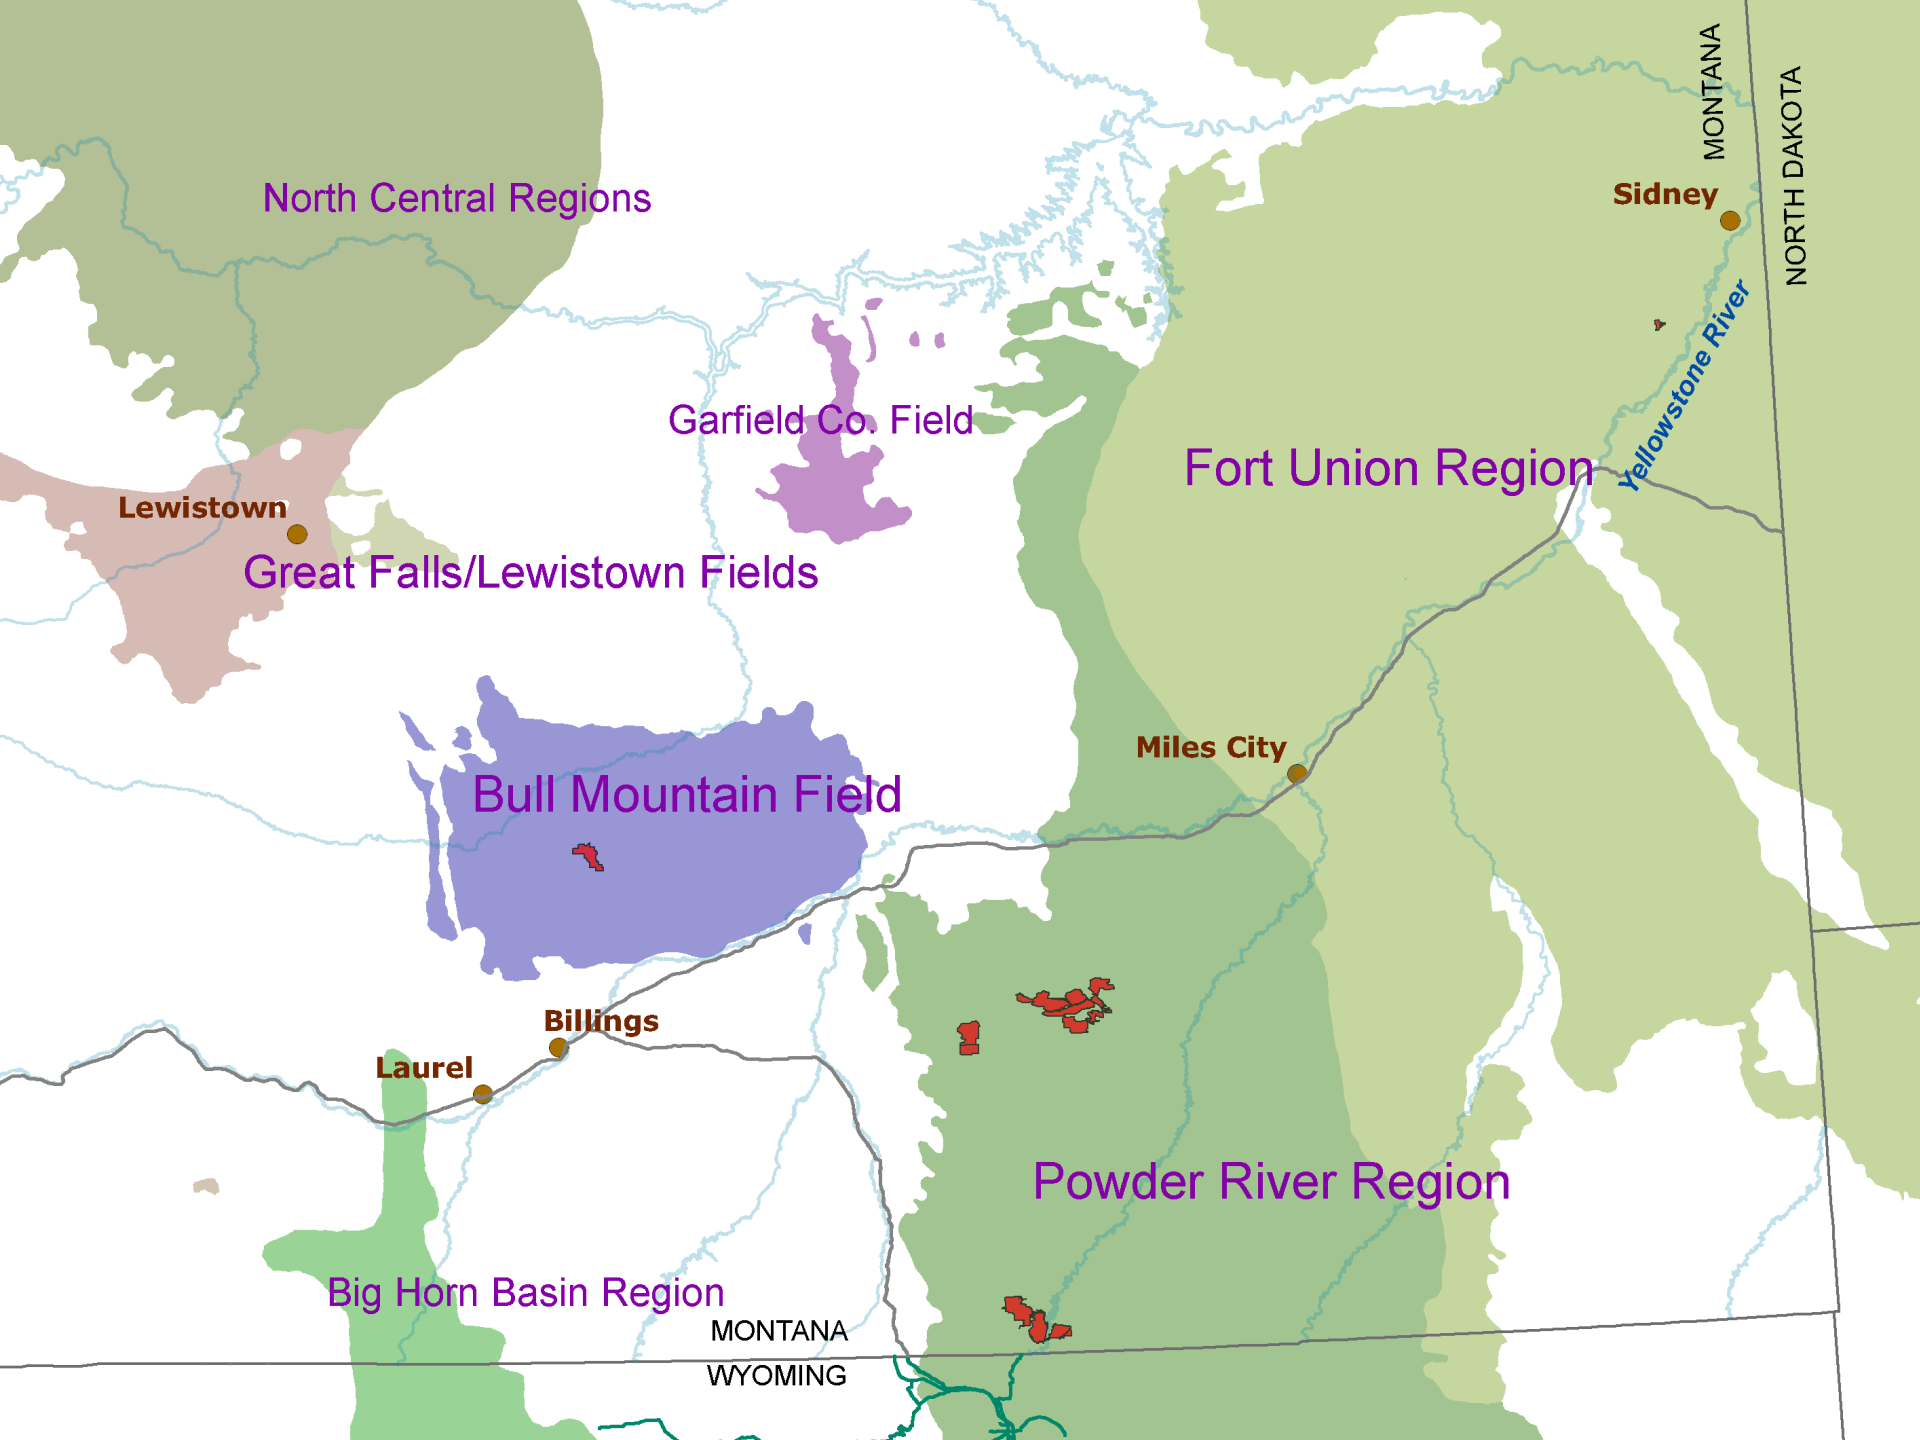 MONTANA
NORTH DAKOTA
North Central Regions
Sidney
Yellowstone River
Garfield Co. Field
Fort Union Region
Lewistown
Great Falls/Lewistown Fields
Miles City
Bull Mountain Field
Billings
Laurel
Powder River Region
Big Horn Basin Region
MONTANA
WYOMING